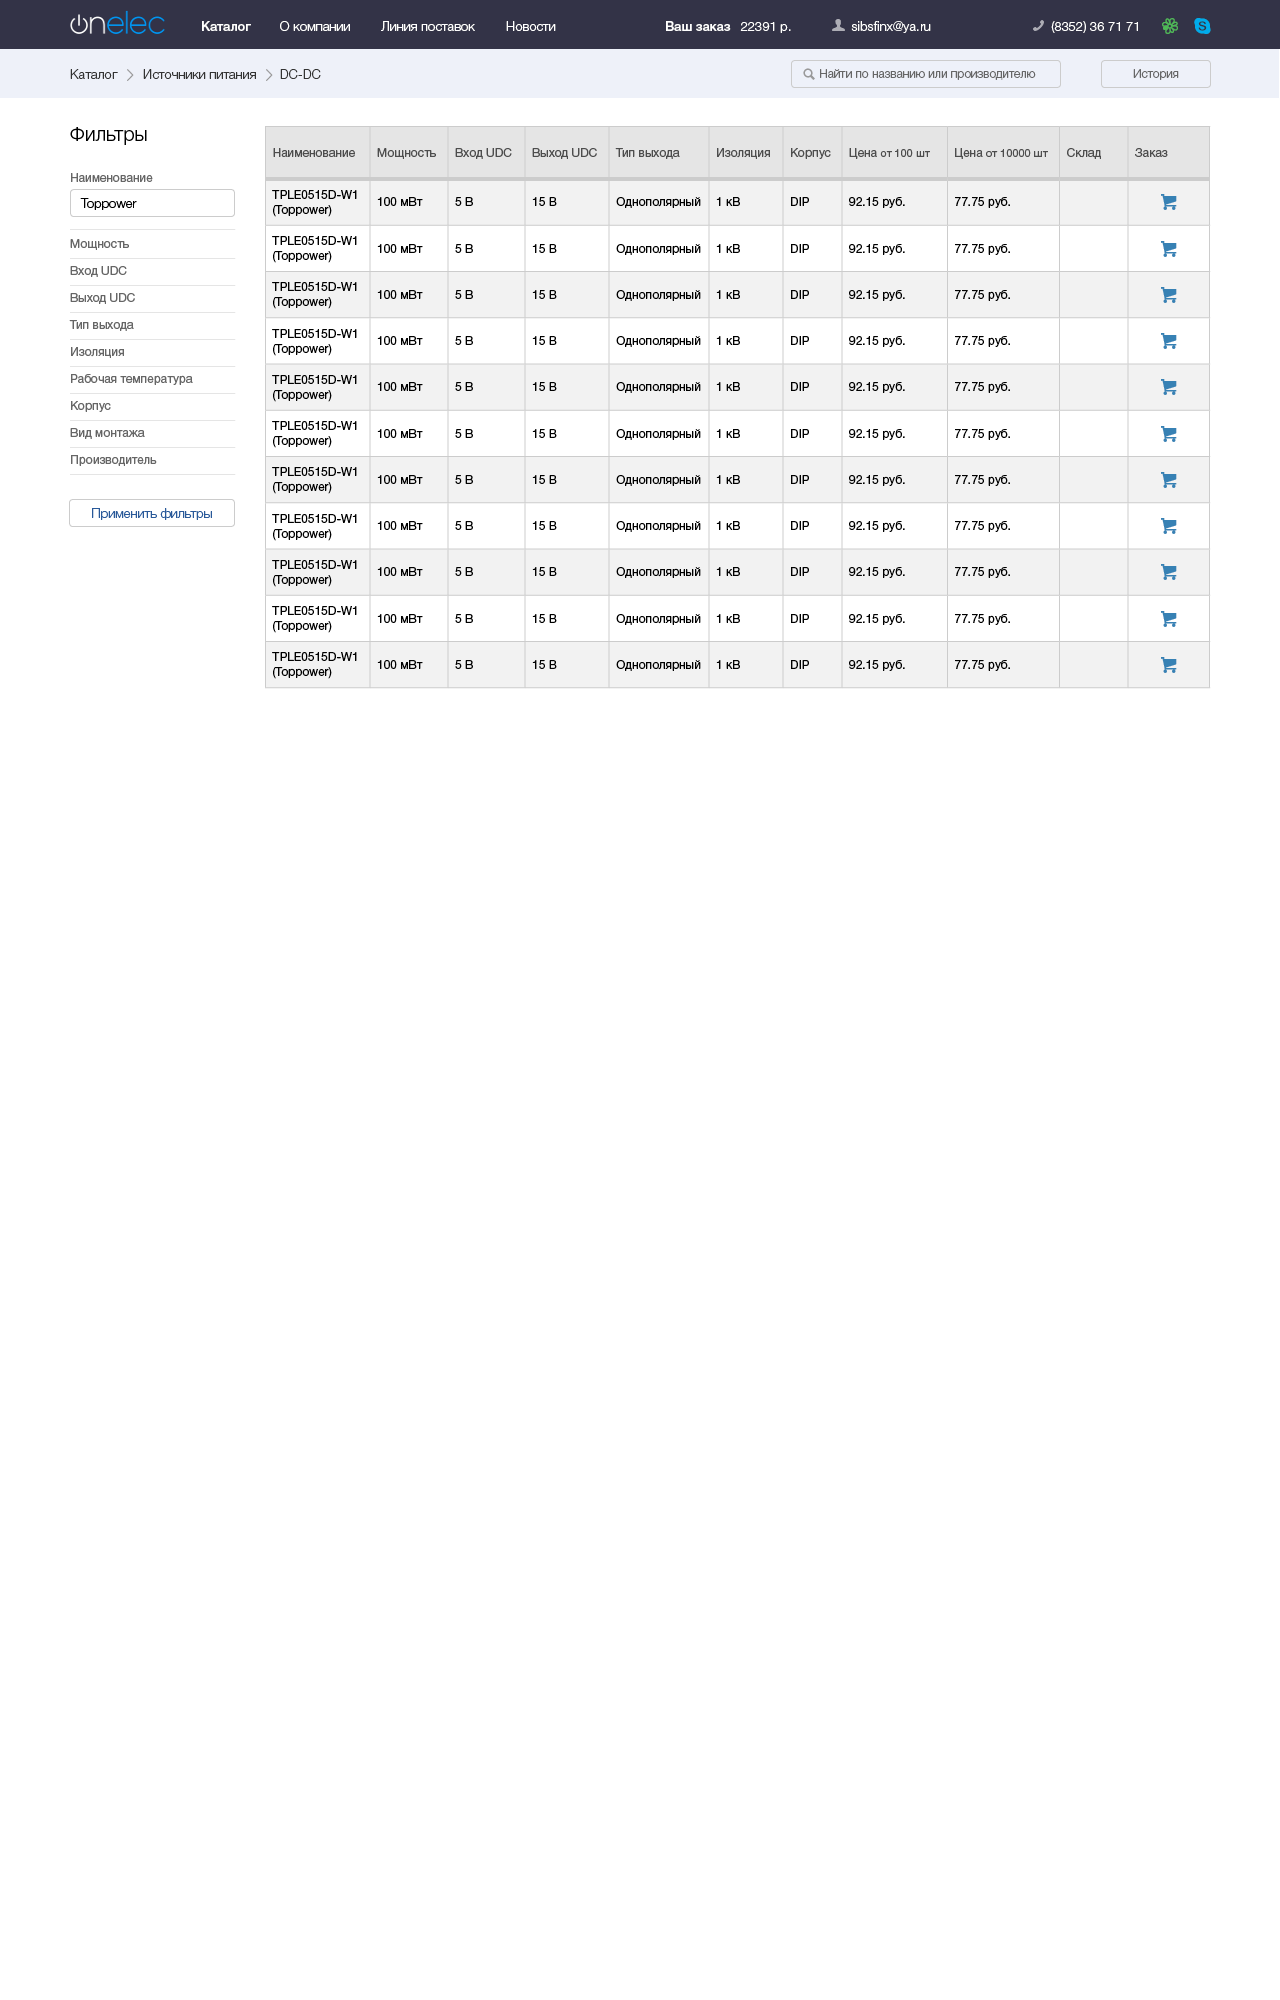 onelec Каталог О компании Линия поставок Новости Ваш заказ 22391 р. sibsfinx@ya.ru (8352) 36 71 71
Каталог Источники питания DC-DC Найти по названию или производителю История
Фильтры
Наименование
Toppower
Мощность
Вход UDC
Выход UDC
Тип выхода
Изоляция
Рабочая температура
Корпус
Вид монтажа
Производитель
Применить фильтры
Наименование Мощность Вход UDC Выход UDC Тип выхода Изоляция Корпус Цена от 100 шт Цена от 10000 шт Склад Заказ
TPLE0515D-W1
(Toppower) 100 мВт 5 В 15 В Однополярный 1 кВ DIP 92.15 руб. 77.75 руб.
TPLE0515D-W1
(Toppower) 100 мВт 5 В 15 В Однополярный 1 кВ DIP 92.15 руб. 77.75 руб.
TPLE0515D-W1
(Toppower) 100 мВт 5 В 15 В Однополярный 1 кВ DIP 92.15 руб. 77.75 руб.
TPLE0515D-W1
(Toppower) 100 мВт 5 В 15 В Однополярный 1 кВ DIP 92.15 руб. 77.75 руб.
TPLE0515D-W1
(Toppower) 100 мВт 5 В 15 В Однополярный 1 кВ DIP 92.15 руб. 77.75 руб.
TPLE0515D-W1
(Toppower) 100 мВт 5 В 15 В Однополярный 1 кВ DIP 92.15 руб. 77.75 руб.
TPLE0515D-W1
(Toppower) 100 мВт 5 В 15 В Однополярный 1 кВ DIP 92.15 руб. 77.75 руб.
TPLE0515D-W1
(Toppower) 100 мВт 5 В 15 В Однополярный 1 кВ DIP 92.15 руб. 77.75 руб.
TPLE0515D-W1
(Toppower) 100 мВт 5 В 15 В Однополярный 1 кВ DIP 92.15 руб. 77.75 руб.
TPLE0515D-W1
(Toppower) 100 мВт 5 В 15 В Однополярный 1 кВ DIP 92.15 руб. 77.75 руб.
TPLE0515D-W1
(Toppower) 100 мВт 5 В 15 В Однополярный 1 кВ DIP 92.15 руб. 77.75 руб.